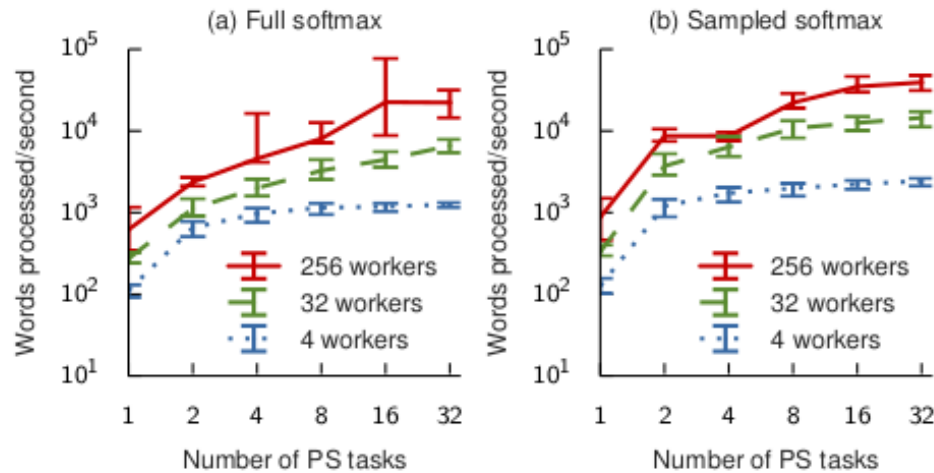 (a) Full softmax
Words processed/second
10^5
10^4
10^3
10^2
10^1
256 workers
32 workers
4 workers
1 2 4 8 16 32
Number of PS tasks
(b) Sampled softmax
Words processed/second
10^5
10^4
10^3
10^2
10^1
256 workers
32 workers
4 workers
1 2 4 8 16 32
Number of PS tasks